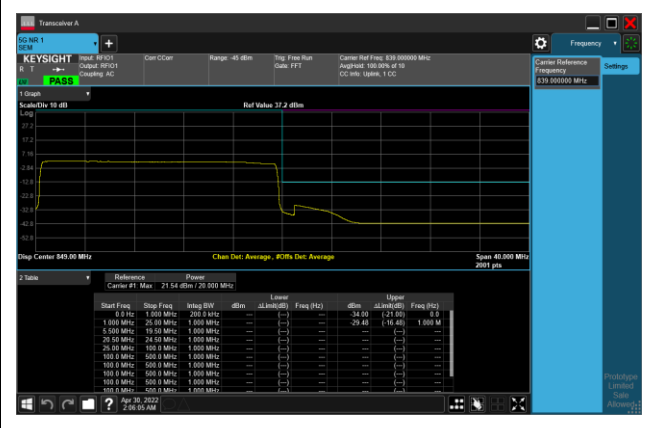 Transceiver A
5G NR 1
SEM
Frequency
KEYSIGHT
R T
PASS
Input: RFIO1
Output: RFIO1
Coupling: AC
Corr CCorr
Range: -45 dBm
Trig: Free Run
Gate: FFT
Carrier Ref Freq: 839.000000 MHz
Avg|Hold: 100.00% of 10
CC Info: Uplink, 1 CC
Carrier Reference
Frequency
839.000000 MHz
Settings
1 Graph
Scale/Div 10 dB
Ref Value 37.2 dBm
Log
27.2
17.2
7.16
-2.84
-12.8
-22.8
-32.8
-42.8
-52.8
Disp Center 849.00 MHz
Chan Det: Average, #Offs Det: Average
Span 40.000 MHz
2001 pts
2 Table
Reference Power
Carrier #1 Max 21.54 dBm / 20.000 MHz
Lower Upper
Start Freq Stop Freq Integ BW dBm ΔLimit(dB) Freq (Hz) dBm ΔLimit(dB) Freq (Hz)
0.0 Hz 1.000 MHz 200.0 kHz --- (---) --- -34.00 (-21.00) 0.0
1.000 MHz 25.00 MHz 1.000 MHz --- (---) --- -29.48 (-16.48) 1.000 M
5.500 MHz 19.50 MHz 1.000 MHz --- (---) --- --- (---) ---
20.50 MHz 24.50 MHz 1.000 MHz --- (---) --- --- (---) ---
25.00 MHz 100.0 MHz 1.000 MHz --- (---) --- --- (---) ---
100.0 MHz 500.0 MHz 1.000 MHz --- (---) --- --- (---) ---
100.0 MHz 500.0 MHz 1.000 MHz --- (---) --- --- (---) ---
100.0 MHz 500.0 MHz 1.000 MHz --- (---) --- --- (---) ---
100.0 MHz 500.0 MHz 1.000 MHz --- (---) --- --- (---) ---
100.0 MHz 500.0 MHz 1.000 MHz --- (---) --- --- (---) ---
Prototype
Limited
Sale
Allowed
?
Apr 30, 2022
2:06:05 AM